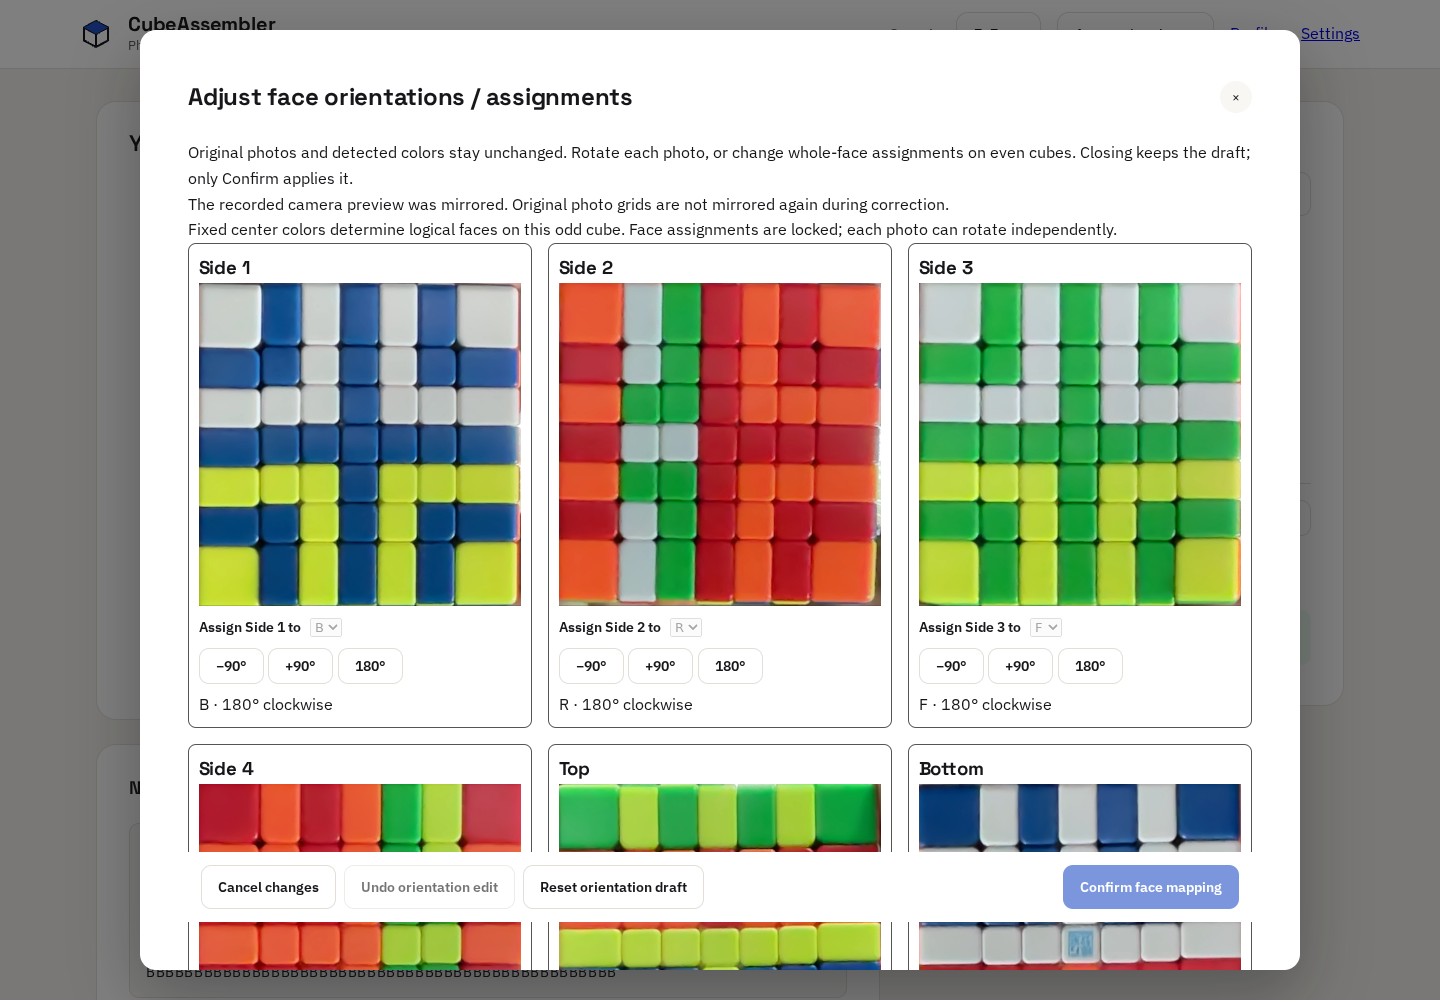 CubeAssembler
Settings
Adjust face orientations / assignments
×
Original photos and detected colors stay unchanged. Rotate each photo, or change whole-face assignments on even cubes. Closing keeps the draft;
only Confirm applies it.
The recorded camera preview was mirrored. Original photo grids are not mirrored again during correction.
Fixed center colors determine logical faces on this odd cube. Face assignments are locked; each photo can rotate independently.
Side 1
Side 2
Side 3
Assign Side 1 to B
Assign Side 2 to R
Assign Side 3 to F
−90° +90° 180°
−90° +90° 180°
−90° +90° 180°
B · 180° clockwise
R · 180° clockwise
F · 180° clockwise
Side 4
Top
Bottom
Cancel changes
Undo orientation edit
Reset orientation draft
Confirm face mapping